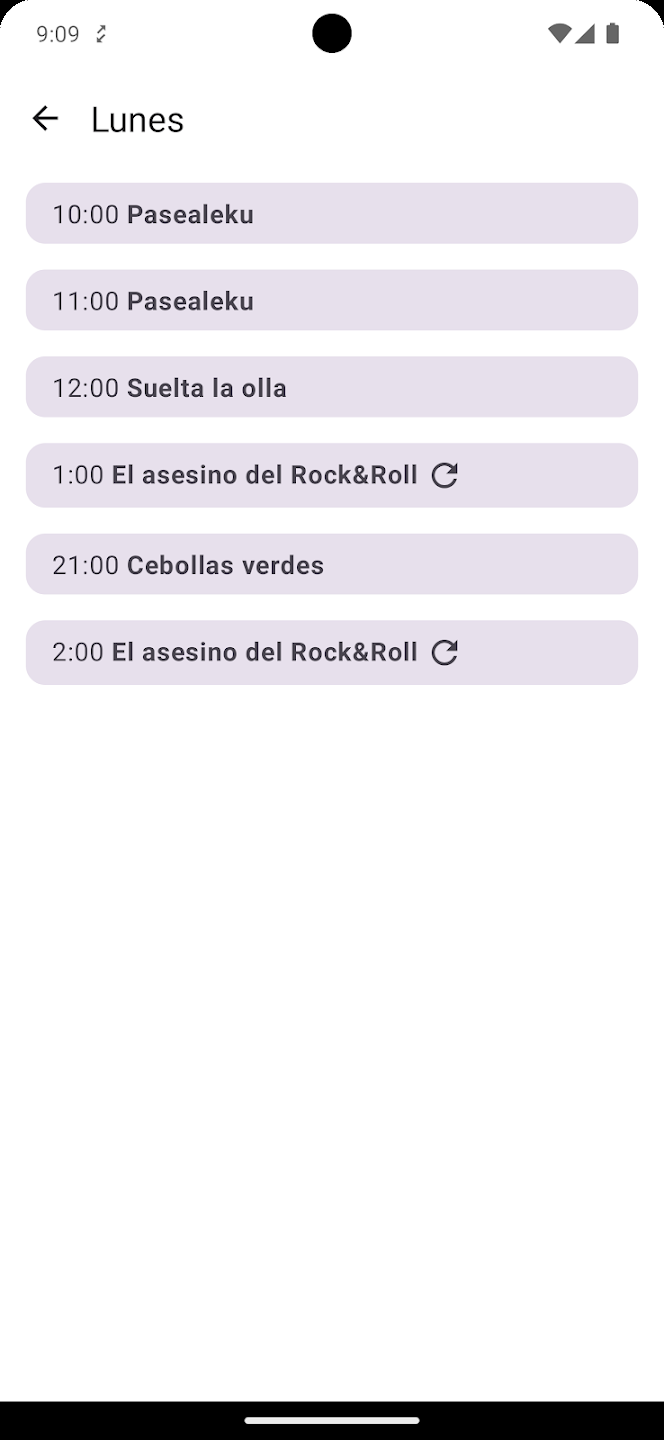 9:09
Lunes
10:00 Pasealeku
11:00 Pasealeku
12:00 Suelta la olla
1:00 El asesino del Rock&Roll
21:00 Cebollas verdes
2:00 El asesino del Rock&Roll